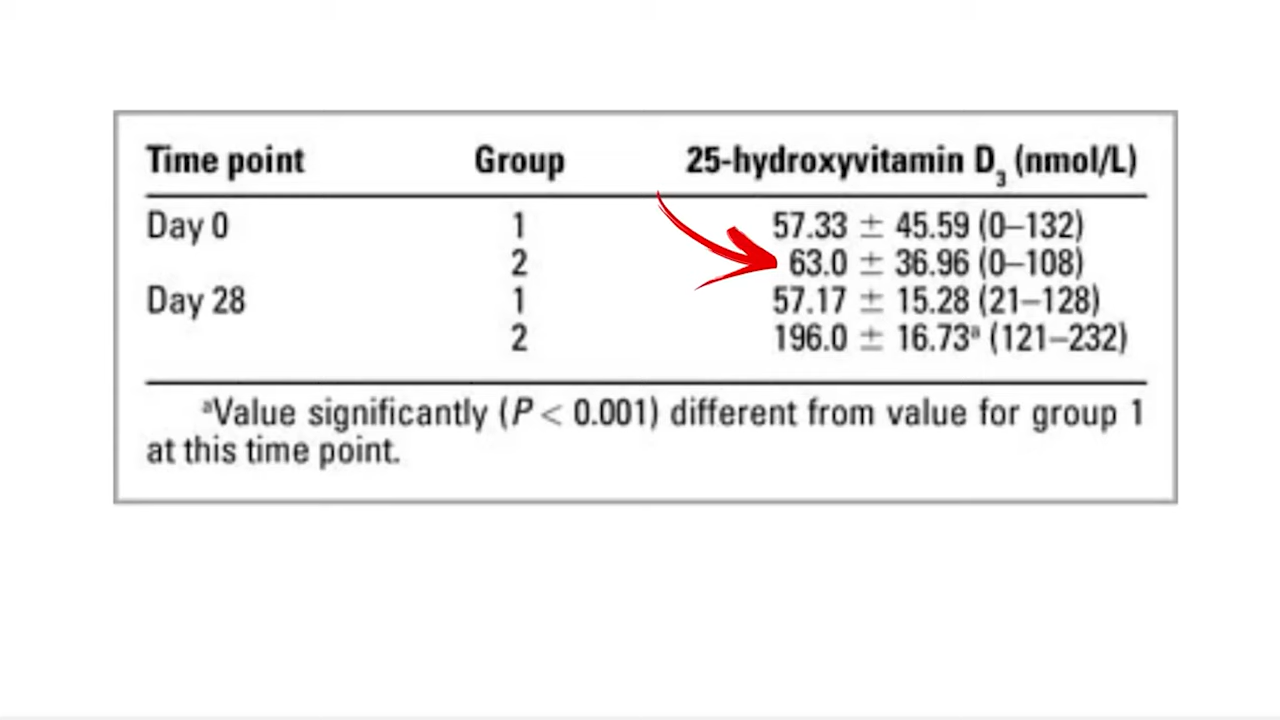 Time point Group 25-hydroxyvitamin D₃ (nmol/L)
Day 0 1 57.33 ± 45.59 (0–132)
2 63.0 ± 36.96 (0–108)
Day 28 1 57.17 ± 15.28 (21–128)
2 196.0 ± 16.73ᵃ (121–232)
ᵃValue significantly (P < 0.001) different from value for group 1
at this time point.